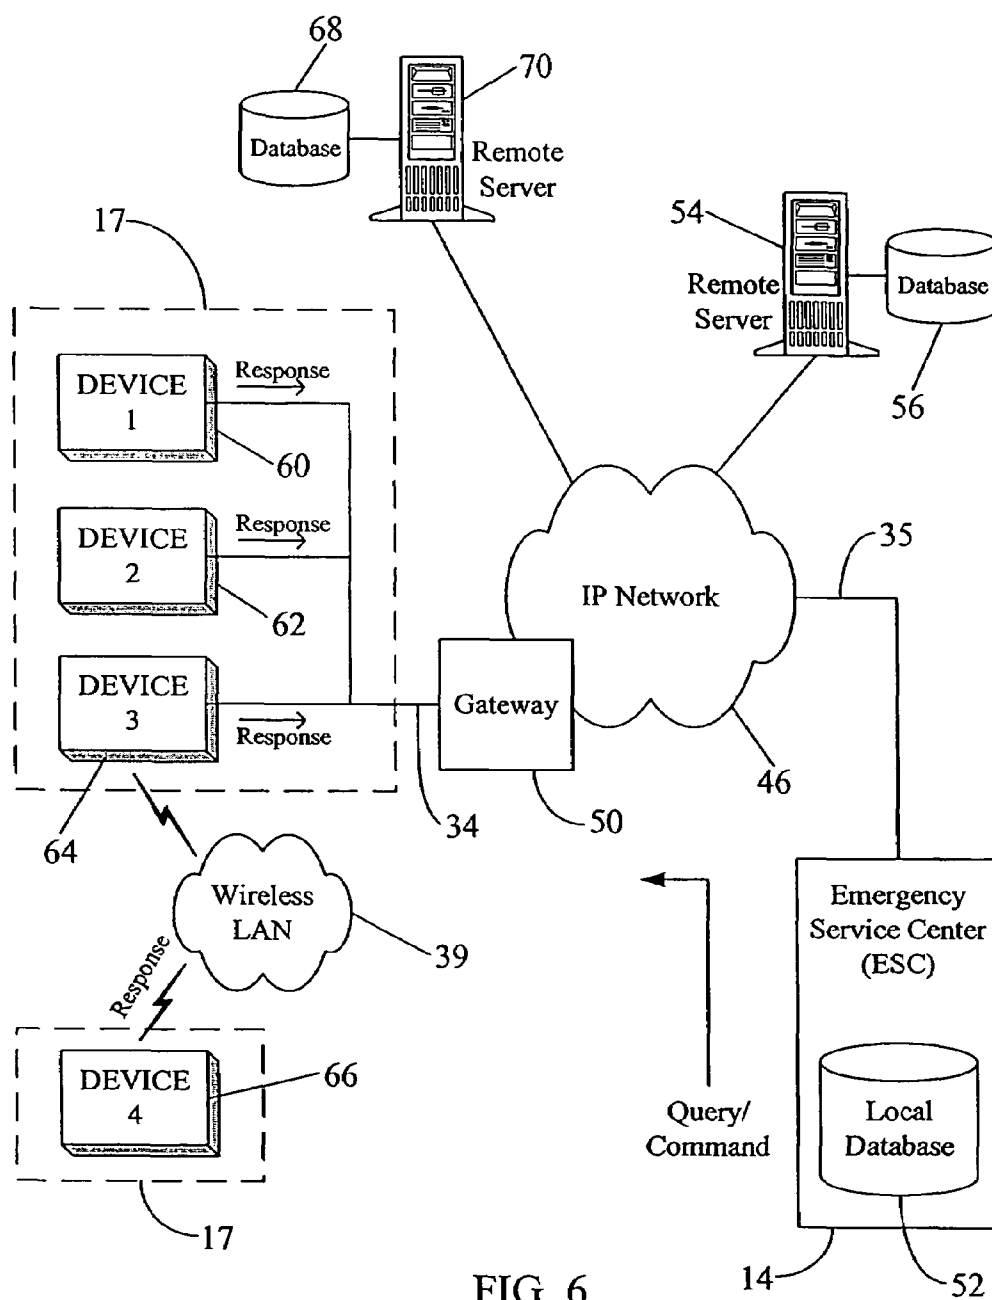 68
70
Database
Remote
Server
17
54
Remote
Server
Database
56
DEVICE
1
Response
60
DEVICE
2
Response
62
DEVICE
3
Response
64
IP Network
35
Gateway
34
50
46
Wireless
LAN
39
Response
DEVICE
4
66
17
Query/
Command
Emergency
Service Center
(ESC)
Local
Database
14
52
FIG. 6